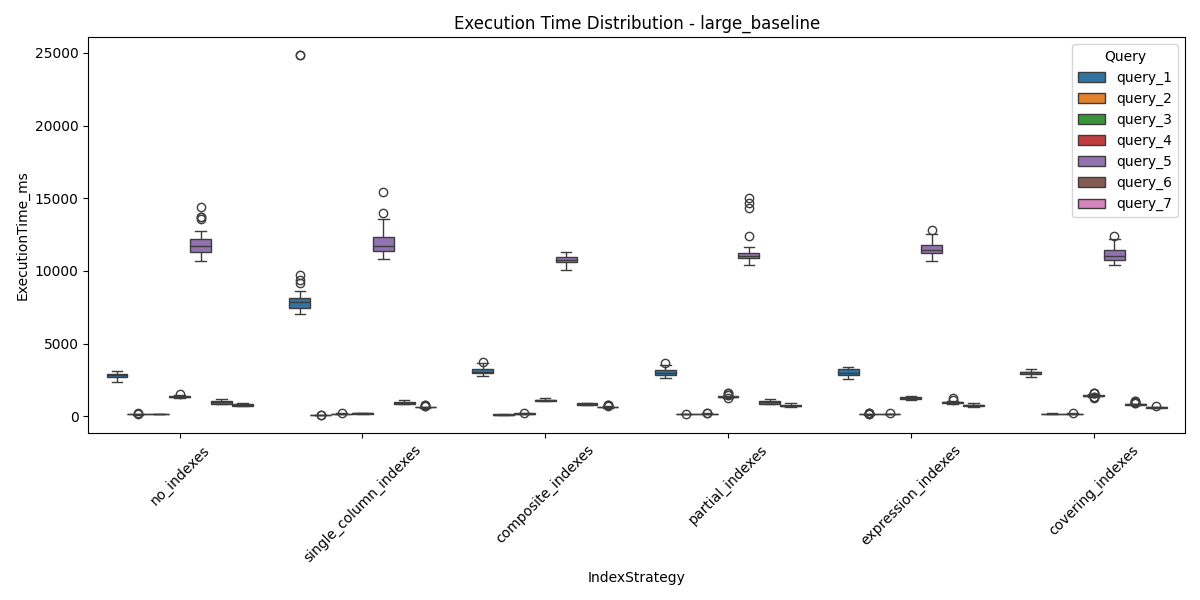 Execution Time Distribution - large_baseline
ExecutionTime_ms
25000
20000
15000
10000
5000
0
Query
query_1
query_2
query_3
query_4
query_5
query_6
query_7
no_indexes
single_column_indexes
composite_indexes
partial_indexes
expression_indexes
covering_indexes
IndexStrategy